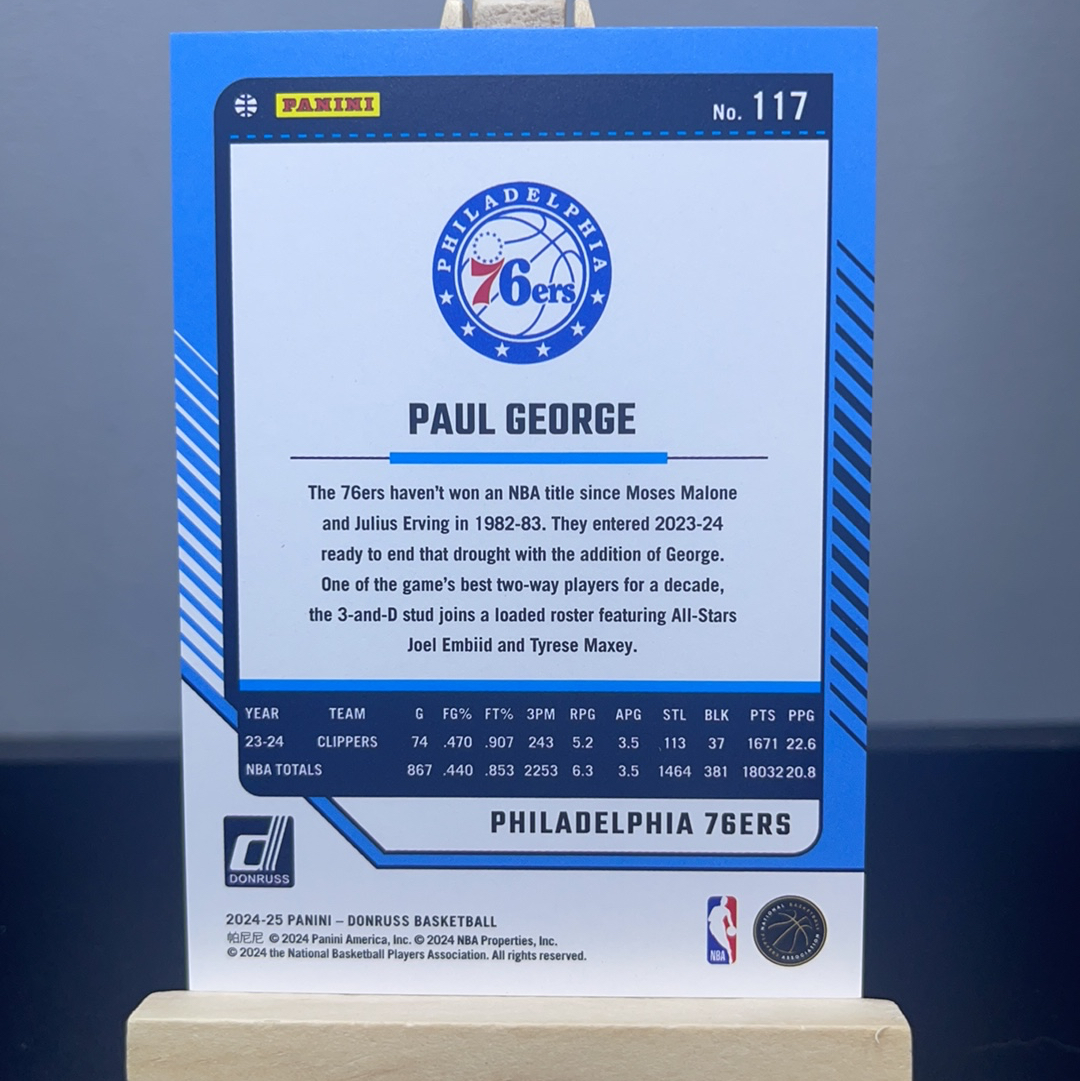 PANINI
No. 117
PHILADELPHIA
76ers
PAUL GEORGE
The 76ers haven't won an NBA title since Moses Malone
and Julius Erving in 1982-83. They entered 2023-24
ready to end that drought with the addition of George.
One of the game's best two-way players for a decade,
the 3-and-D stud joins a loaded roster featuring All-Stars
Joel Embiid and Tyrese Maxey.
YEAR TEAM G FG% FT% 3PM RPG APG STL BLK PTS PPG
23-24 CLIPPERS 74 .470 .907 243 5.2 3.5 113 37 1671 22.6
NBA TOTALS 867 .440 .853 2253 6.3 3.5 1464 381 18032 20.8
PHILADELPHIA 76ERS
DONRUSS
2024-25 PANINI – DONRUSS BASKETBALL
帕尼尼 © 2024 Panini America, Inc. © 2024 NBA Properties, Inc.
© 2024 the National Basketball Players Association. All rights reserved.
NBA
NATIONAL BASKETBALL PLAYERS ASSOCIATION